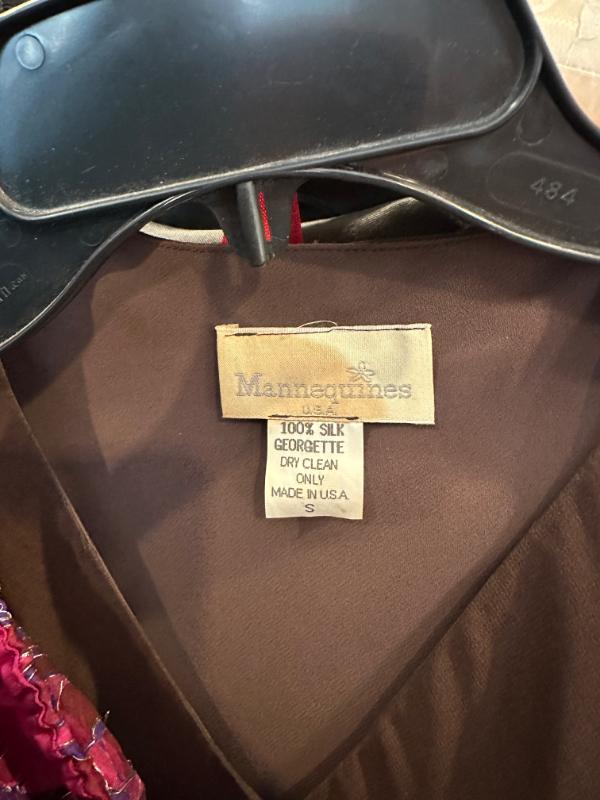 484
Mannequines
U.S.A.
100% SILK
GEORGETTE
DRY CLEAN
ONLY
MADE IN U.S.A.
S